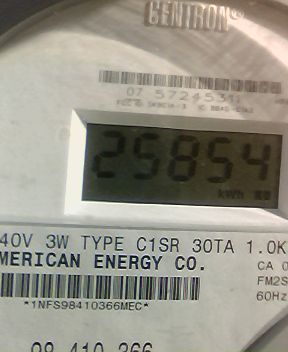 CENTRON®
07 57245311
25854
kWh
40V 3W TYPE C1SR 30TA 1.0K
MERICAN ENERGY CO.
CA 0
FM2S
60Hz
*1NFS98410366MEC*
98 410 366